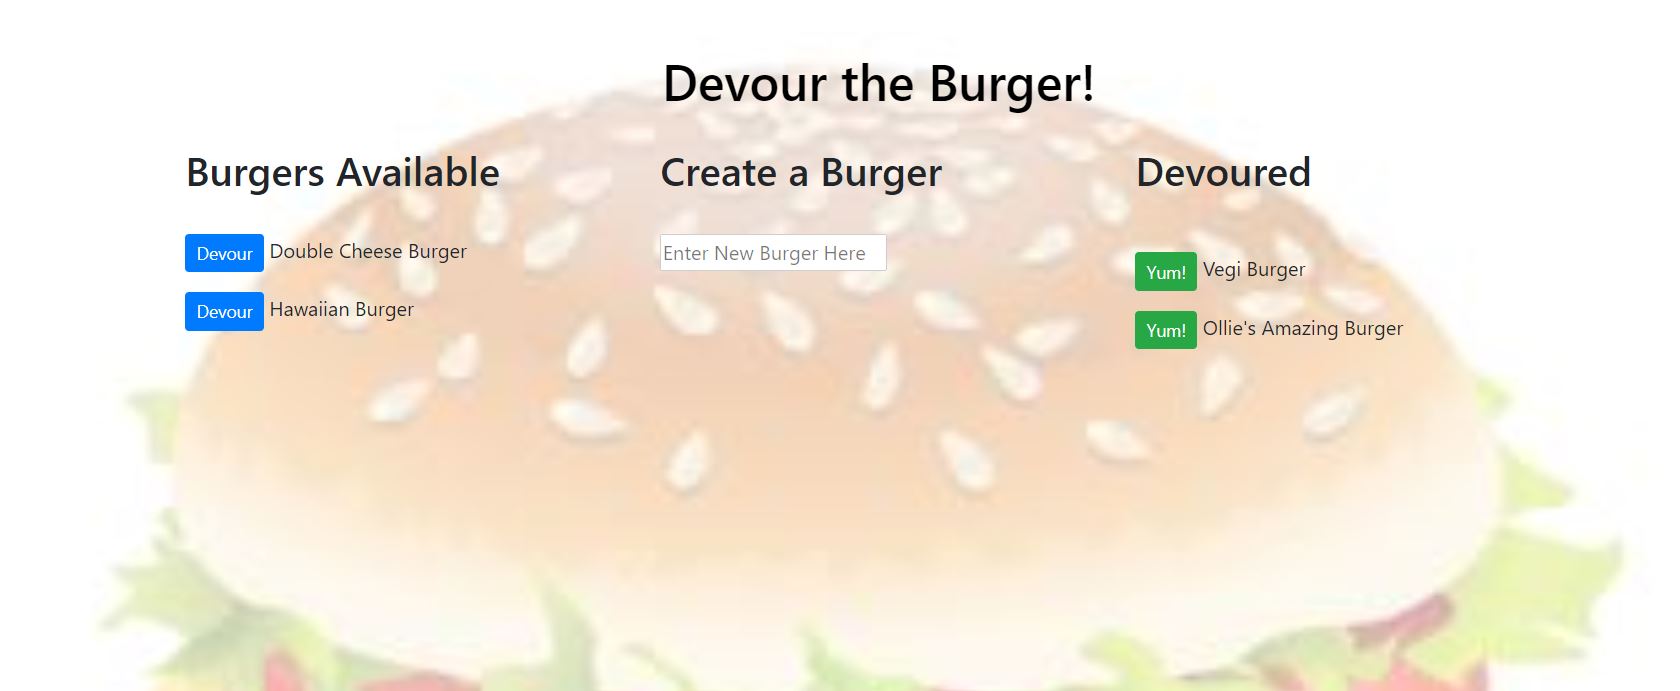 Devour the Burger!
Burgers Available
Devour Double Cheese Burger
Devour Hawaiian Burger
Create a Burger
Enter New Burger Here
Devoured
Yum! Vegi Burger
Yum! Ollie's Amazing Burger